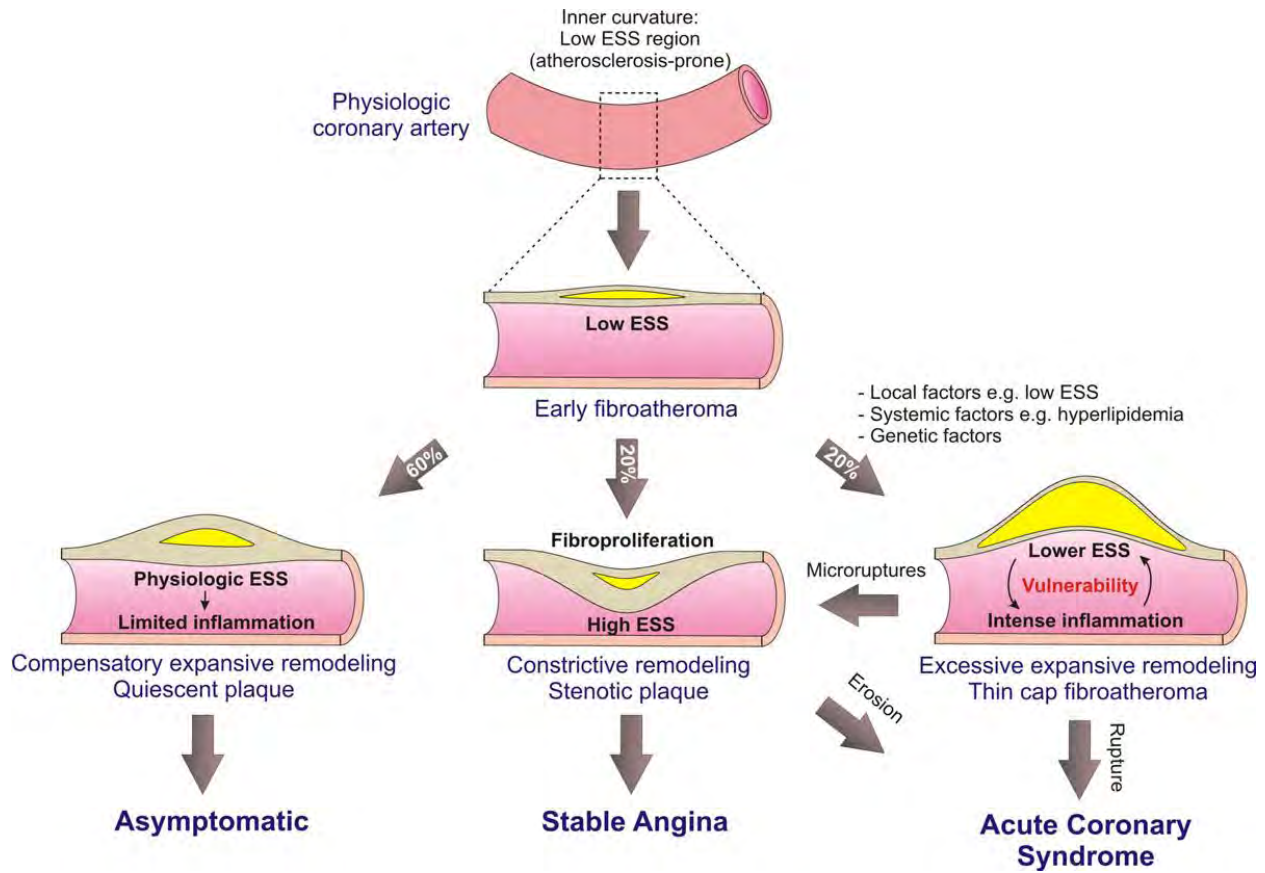 Inner curvature:
Low ESS region
(atherosclerosis-prone)
Physiologic
coronary artery
Low ESS
Early fibroatheroma
- Local factors e.g. low ESS
- Systemic factors e.g. hyperlipidemia
- Genetic factors
60%
20%
20%
Physiologic ESS
Limited inflammation
Compensatory expansive remodeling
Quiescent plaque
Fibroproliferation
High ESS
Constrictive remodeling
Stenotic plaque
Microruptures
Lower ESS
Vulnerability
Intense inflammation
Excessive expansive remodeling
Thin cap fibroatheroma
Erosion
Rupture
Asymptomatic
Stable Angina
Acute Coronary
Syndrome